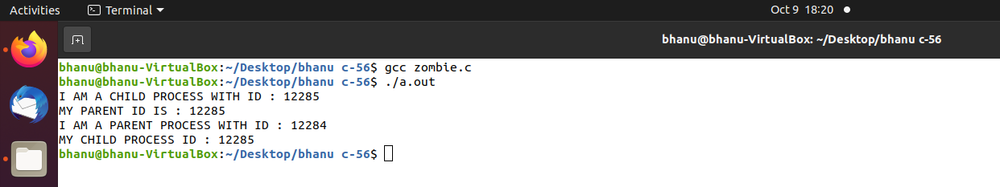 Activities Terminal Oct 9 18:20
bhanu@bhanu-VirtualBox: ~/Desktop/bhanu c-56
bhanu@bhanu-VirtualBox:~/Desktop/bhanu c-56$ gcc zombie.c
bhanu@bhanu-VirtualBox:~/Desktop/bhanu c-56$ ./a.out
I AM A CHILD PROCESS WITH ID : 12285
MY PARENT ID IS : 12285
I AM A PARENT PROCESS WITH ID : 12284
MY CHILD PROCESS ID : 12285
bhanu@bhanu-VirtualBox:~/Desktop/bhanu c-56$